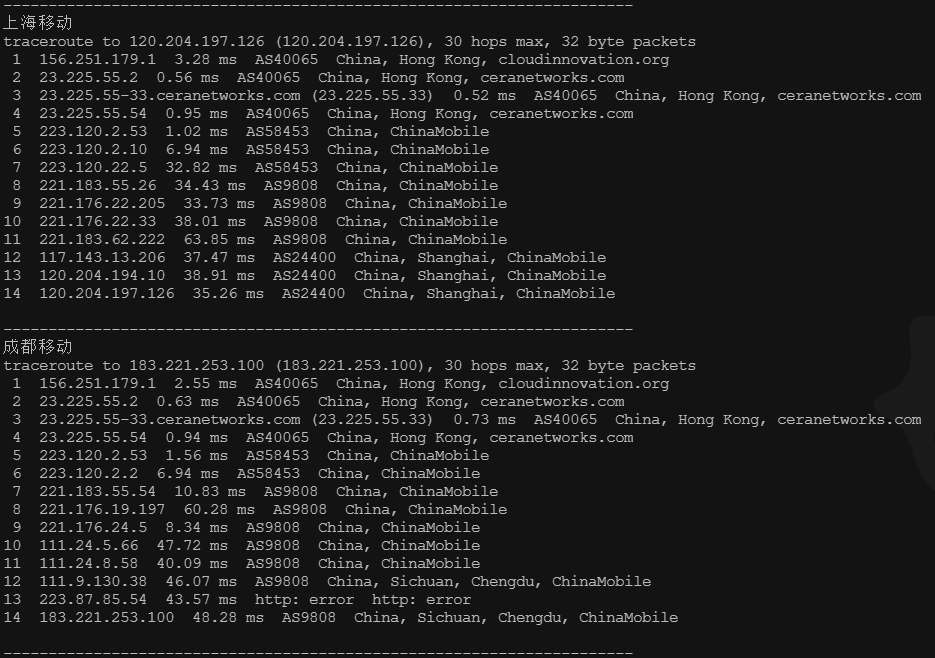 ----------------------------------------------------------------------
上海移动
traceroute to 120.204.197.126 (120.204.197.126), 30 hops max, 32 byte packets
 1  156.251.179.1  3.28 ms  AS40065  China, Hong Kong, cloudinnovation.org
 2  23.225.55.2  0.56 ms  AS40065  China, Hong Kong, ceranetworks.com
 3  23.225.55-33.ceranetworks.com (23.225.55.33)  0.52 ms  AS40065  China, Hong Kong, ceranetworks.com
 4  23.225.55.54  0.95 ms  AS40065  China, Hong Kong, ceranetworks.com
 5  223.120.2.53  1.02 ms  AS58453  China, ChinaMobile
 6  223.120.2.10  6.94 ms  AS58453  China, ChinaMobile
 7  223.120.22.5  32.82 ms  AS58453  China, ChinaMobile
 8  221.183.55.26  34.43 ms  AS9808  China, ChinaMobile
 9  221.176.22.205  33.73 ms  AS9808  China, ChinaMobile
10  221.176.22.33  38.01 ms  AS9808  China, ChinaMobile
11  221.183.62.222  63.85 ms  AS9808  China, ChinaMobile
12  117.143.13.206  37.47 ms  AS24400  China, Shanghai, ChinaMobile
13  120.204.194.10  38.91 ms  AS24400  China, Shanghai, ChinaMobile
14  120.204.197.126  35.26 ms  AS24400  China, Shanghai, ChinaMobile
----------------------------------------------------------------------
成都移动
traceroute to 183.221.253.100 (183.221.253.100), 30 hops max, 32 byte packets
 1  156.251.179.1  2.55 ms  AS40065  China, Hong Kong, cloudinnovation.org
 2  23.225.55.2  0.63 ms  AS40065  China, Hong Kong, ceranetworks.com
 3  23.225.55-33.ceranetworks.com (23.225.55.33)  0.73 ms  AS40065  China, Hong Kong, ceranetworks.com
 4  23.225.55.54  0.94 ms  AS40065  China, Hong Kong, ceranetworks.com
 5  223.120.2.53  1.56 ms  AS58453  China, ChinaMobile
 6  223.120.2.2  6.94 ms  AS58453  China, ChinaMobile
 7  221.183.55.54  10.83 ms  AS9808  China, ChinaMobile
 8  221.176.19.197  60.28 ms  AS9808  China, ChinaMobile
 9  221.176.24.5  8.34 ms  AS9808  China, ChinaMobile
10  111.24.5.66  47.72 ms  AS9808  China, ChinaMobile
11  111.24.8.58  40.09 ms  AS9808  China, ChinaMobile
12  111.9.130.38  46.07 ms  AS9808  China, Sichuan, Chengdu, ChinaMobile
13  223.87.85.54  43.57 ms  http: error  http: error
14  183.221.253.100  48.28 ms  AS9808  China, Sichuan, Chengdu, ChinaMobile
----------------------------------------------------------------------